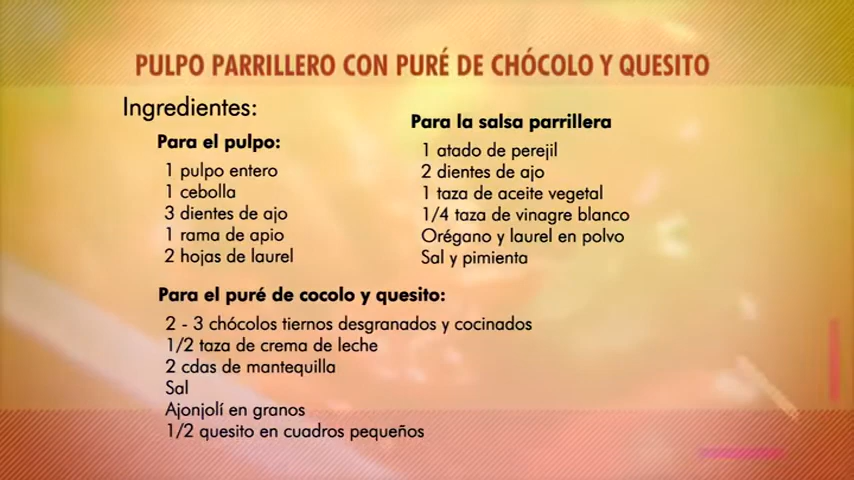 PULPO PARRILLERO CON PURÉ DE CHÓCOLO Y QUESITO
Ingredientes:
Para el pulpo:
1 pulpo entero
1 cebolla
3 dientes de ajo
1 rama de apio
2 hojas de laurel
Para la salsa parrillera
1 atado de perejil
2 dientes de ajo
1 taza de aceite vegetal
1/4 taza de vinagre blanco
Orégano y laurel en polvo
Sal y pimienta
Para el puré de cocolo y quesito:
2 - 3 chócolos tiernos desgranados y cocinados
1/2 taza de crema de leche
2 cdas de mantequilla
Sal
Ajonjolí en granos
1/2 quesito en cuadros pequeños